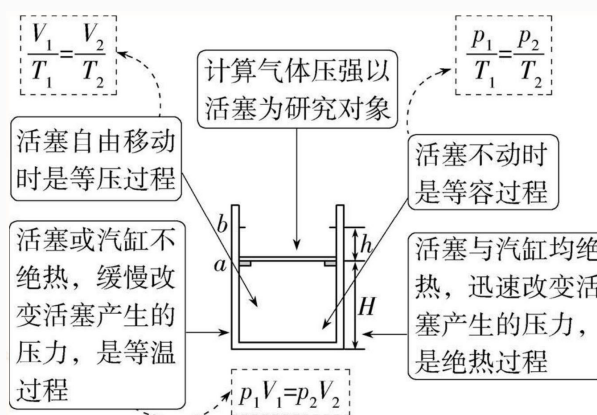 V₁/T₁=V₂/T₂
p₁/T₁=p₂/T₂
计算气体压强以
活塞为研究对象
活塞自由移动
时是等压过程
活塞不动时
是等容过程
b
h
a
H
活塞或汽缸不
绝热，缓慢改
变活塞产生的
压力，是等温
过程
活塞与汽缸均绝
热，迅速改变活
塞产生的压力，
是绝热过程
p₁V₁=p₂V₂